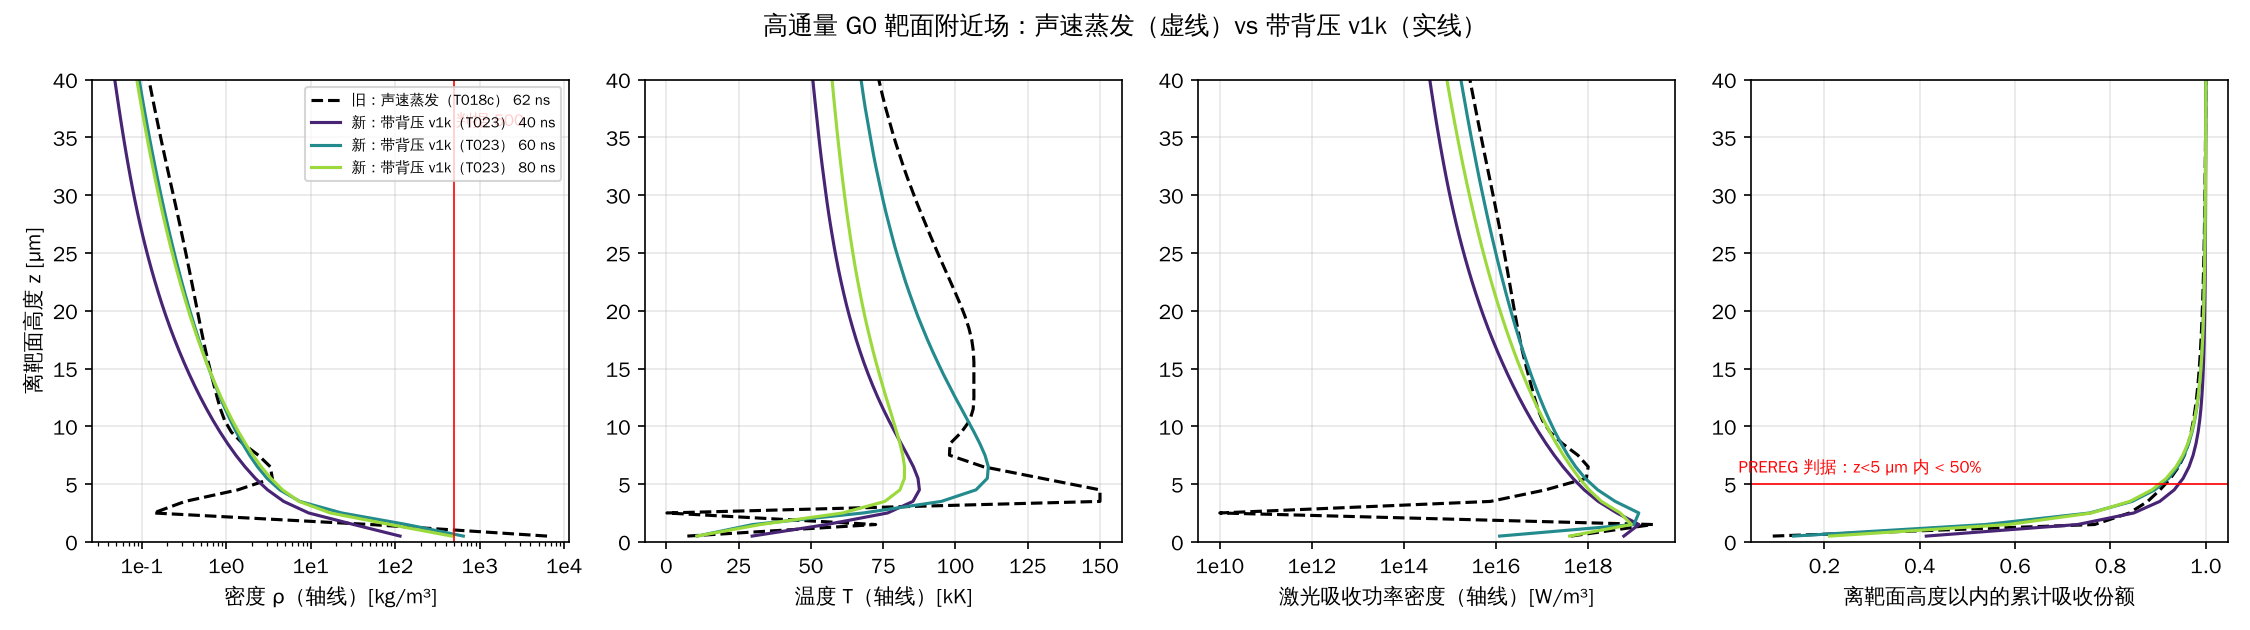 高通量 GO 靶面附近场：声速蒸发（虚线）vs 带背压 v1k（实线）
离靶面高度 z [μm]
40
35
30
25
20
15
10
5
0
旧：声速蒸发（T018c） 62 ns
新：带背压 v1k（T023） 40 ns
新：带背压 v1k（T023） 60 ns
新：带背压 v1k（T023） 80 ns
1e-1 1e0 1e1 1e2 1e3 1e4
密度 ρ（轴线）[kg/m³]
40
35
30
25
20
15
10
5
0
0 25 50 75 100 125 150
温度 T（轴线）[kK]
40
35
30
25
20
15
10
5
0
1e10 1e12 1e14 1e16 1e18
激光吸收功率密度（轴线）[W/m³]
40
35
30
25
20
15
10
PREREG 判据：z<5 μm 内 < 50%
5
0
0.2 0.4 0.6 0.8 1.0
离靶面高度以内的累计吸收份额